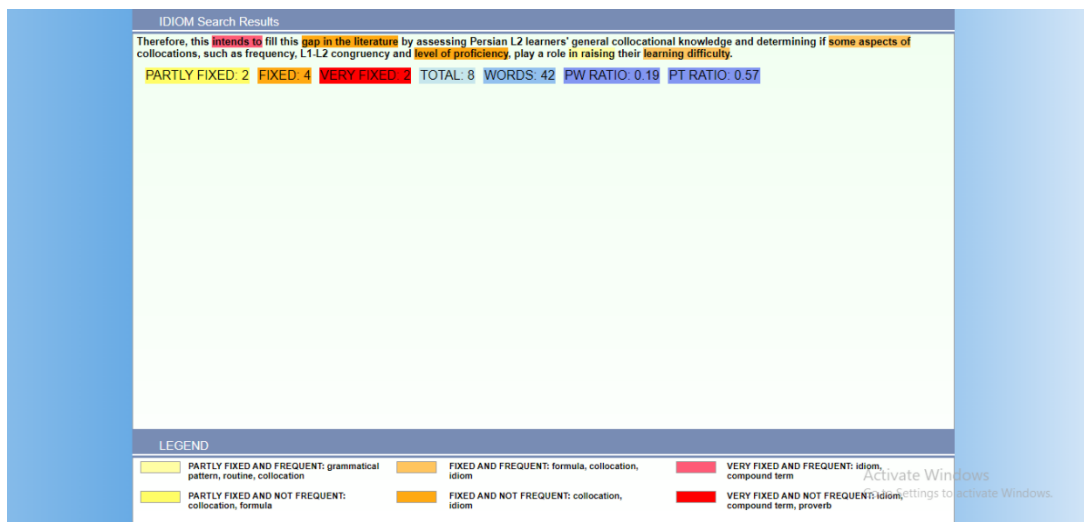 IDIOM Search Results
Therefore, this intends to fill this gap in the literature by assessing Persian L2 learners' general collocational knowledge and determining if some aspects of
collocations, such as frequency, L1-L2 congruency and level of proficiency, play a role in raising their learning difficulty.
PARTLY FIXED: 2 FIXED: 4 VERY FIXED: 2 TOTAL: 8 WORDS: 42 PW RATIO: 0.19 PT RATIO: 0.57
LEGEND
PARTLY FIXED AND FREQUENT: grammatical
pattern, routine, collocation
FIXED AND FREQUENT: formula, collocation,
idiom
VERY FIXED AND FREQUENT: idiom,
compound term
PARTLY FIXED AND NOT FREQUENT:
collocation, formula
FIXED AND NOT FREQUENT: collocation,
idiom
VERY FIXED AND NOT FREQUENT: idiom,
compound term, proverb
Activate Windows
Go to Settings to activate Windows.